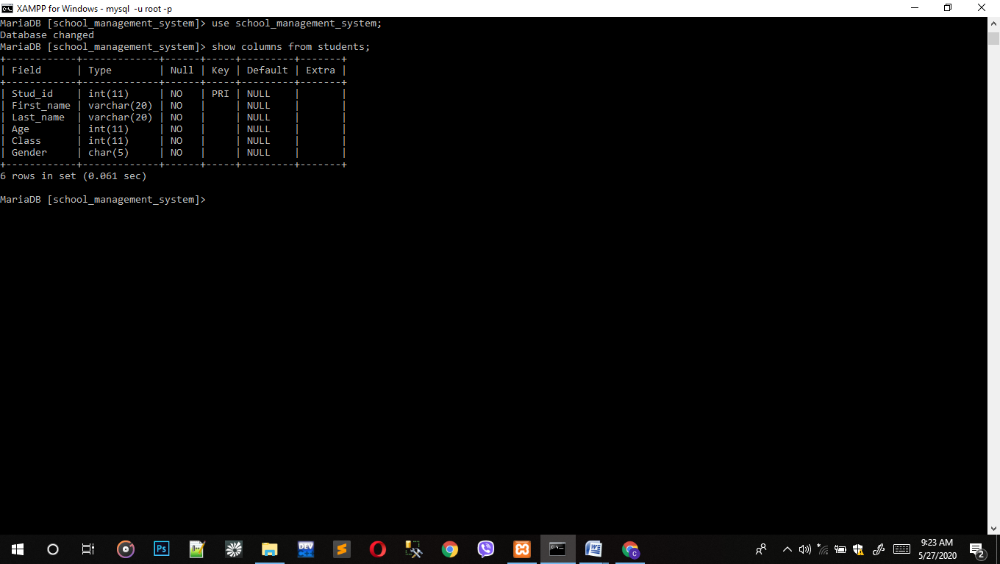 XAMPP for Windows - mysql  -u root -p
MariaDB [school_management_system]> use school_management_system;
Database changed
MariaDB [school_management_system]> show columns from students;
+------------+-------------+------+-----+---------+-------+
| Field      | Type        | Null | Key | Default | Extra |
+------------+-------------+------+-----+---------+-------+
| Stud_id    | int(11)     | NO   | PRI | NULL    |       |
| First_name | varchar(20) | NO   |     | NULL    |       |
| Last_name  | varchar(20) | NO   |     | NULL    |       |
| Age        | int(11)     | NO   |     | NULL    |       |
| Class      | int(11)     | NO   |     | NULL    |       |
| Gender     | char(5)     | NO   |     | NULL    |       |
+------------+-------------+------+-----+---------+-------+
6 rows in set (0.061 sec)
MariaDB [school_management_system]>
Ps
DEV
C
9:23 AM
5/27/2020
2